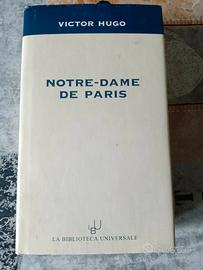 VICTOR HUGO
NOTRE-DAME
DE PARIS
LA BIBLIOTECA UNIVERSALE